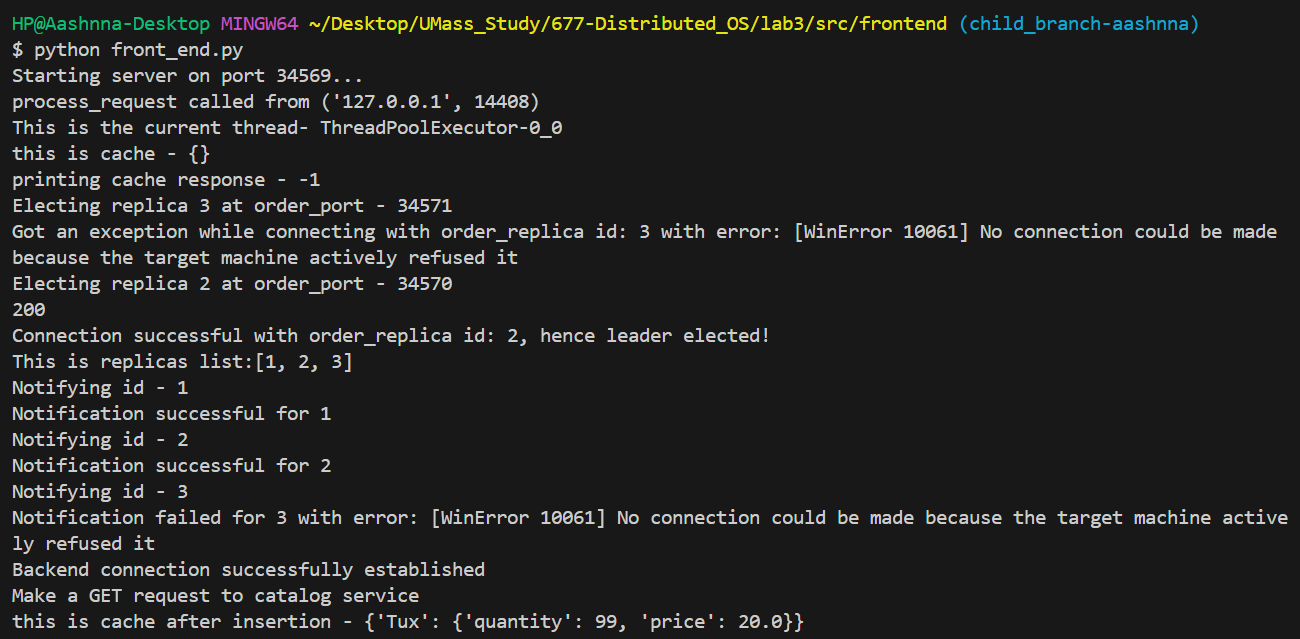 HP@Aashnna-Desktop MINGW64 ~/Desktop/UMass_Study/677-Distributed_OS/lab3/src/frontend (child_branch-aashnna)
$ python front_end.py
Starting server on port 34569...
process_request called from ('127.0.0.1', 14408)
This is the current thread- ThreadPoolExecutor-0_0
this is cache - {}
printing cache response - -1
Electing replica 3 at order_port - 34571
Got an exception while connecting with order_replica id: 3 with error: [WinError 10061] No connection could be made
because the target machine actively refused it
Electing replica 2 at order_port - 34570
200
Connection successful with order_replica id: 2, hence leader elected!
This is replicas list:[1, 2, 3]
Notifying id - 1
Notification successful for 1
Notifying id - 2
Notification successful for 2
Notifying id - 3
Notification failed for 3 with error: [WinError 10061] No connection could be made because the target machine active
ly refused it
Backend connection successfully established
Make a GET request to catalog service
this is cache after insertion - {'Tux': {'quantity': 99, 'price': 20.0}}